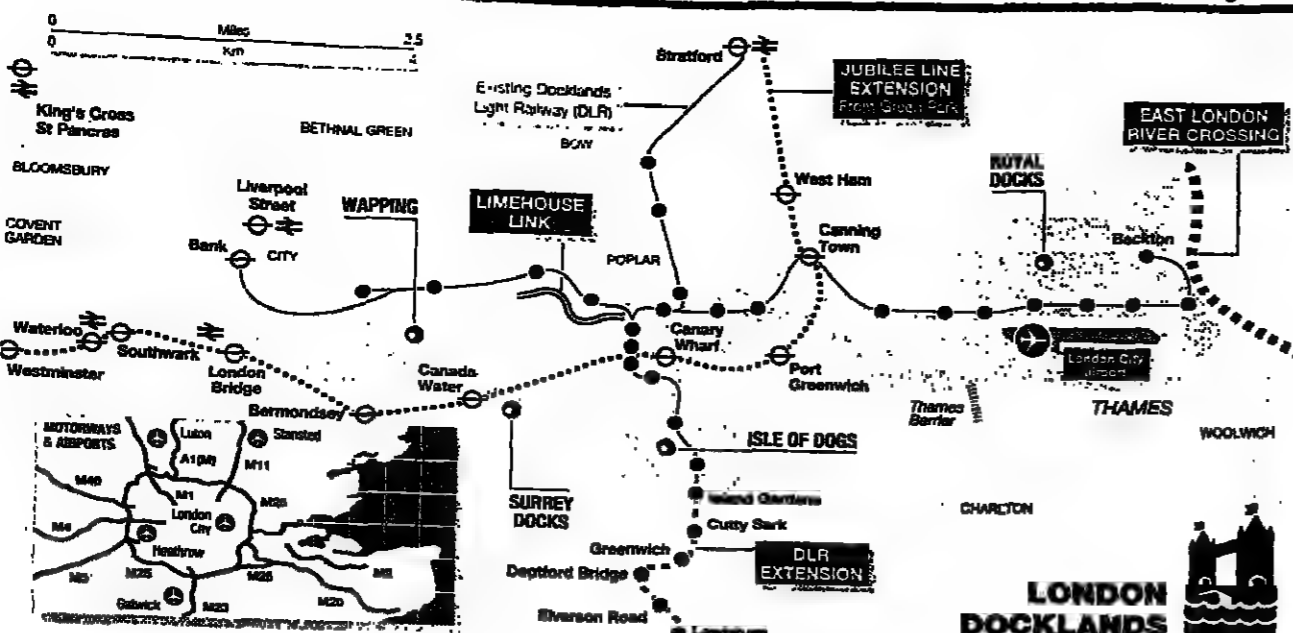 0
Miles
2.5
0
Km
King's Cross
St Pancras
BLOOMSBURY
COVENT
GARDEN
BETHNAL GREEN
Liverpool
Street
Bank
CITY
WAPPING
LIMEHOUSE
LINK
Existing Docklands
Light Railway (DLR)
BOW
Stratford
JUBILEE LINE
EXTENSION
From Green Park
EAST LONDON
RIVER CROSSING
ROYAL
DOCKS
West Ham
Canning
Town
POPLAR
Beckton
Waterloo
Westminster
Southwark
London
Bridge
Bermondsey
Canada
Water
Canary
Wharf
Port
Greenwich
London City
Airport
Thames
Barrier
THAMES
WOOLWICH
CHARLTON
ISLE OF DOGS
SURREY
DOCKS
Island Gardens
Cutty Sark
Greenwich
Deptford Bridge
Elverson Road
DLR
EXTENSION
MOTORWAYS
& AIRPORTS
Luton
Stansted
A1(M)
M11
M40
M1
M25
London
City
M4
Heathrow
M25
M25
M20
Gatwick
M23
LONDON
DOCKLANDS